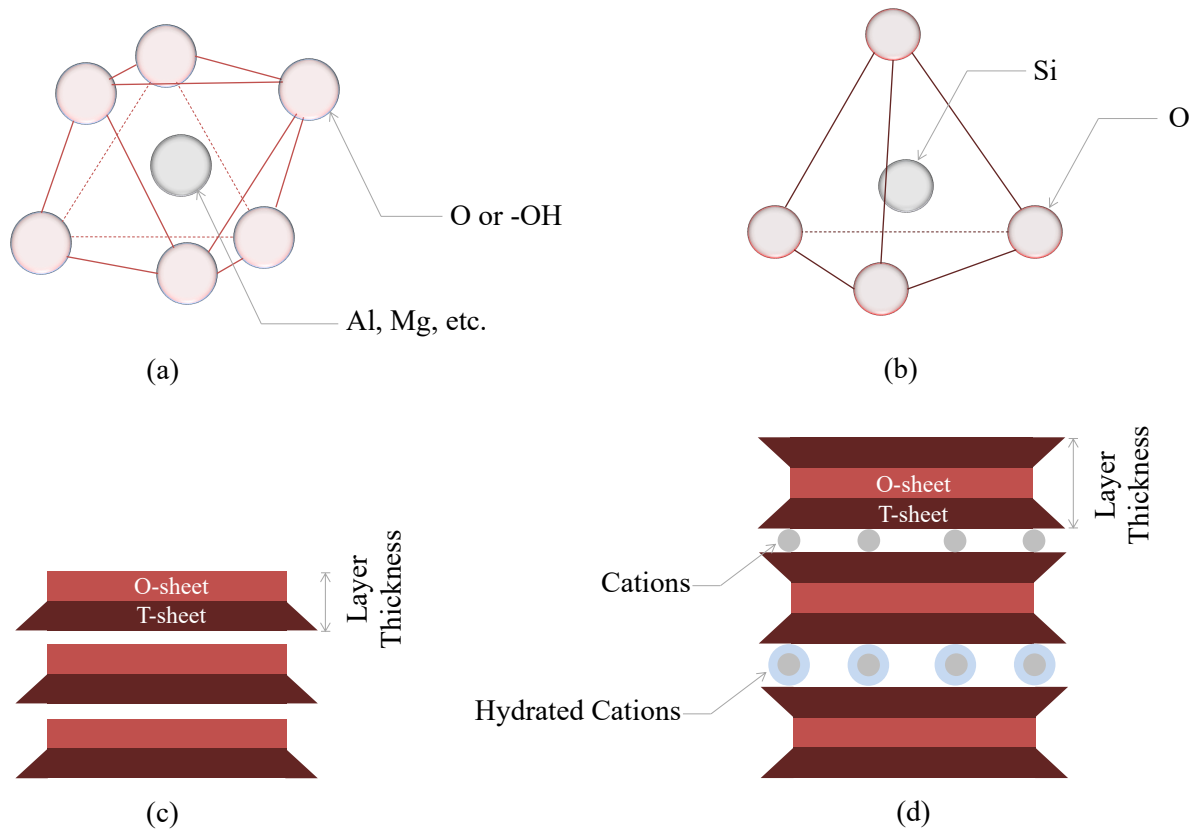 Si
O
O or -OH
Al, Mg, etc.
(a)
(b)
O-sheet
T-sheet
Layer
Thickness
Cations
O-sheet
T-sheet
Layer
Thickness
Hydrated Cations
(c)
(d)